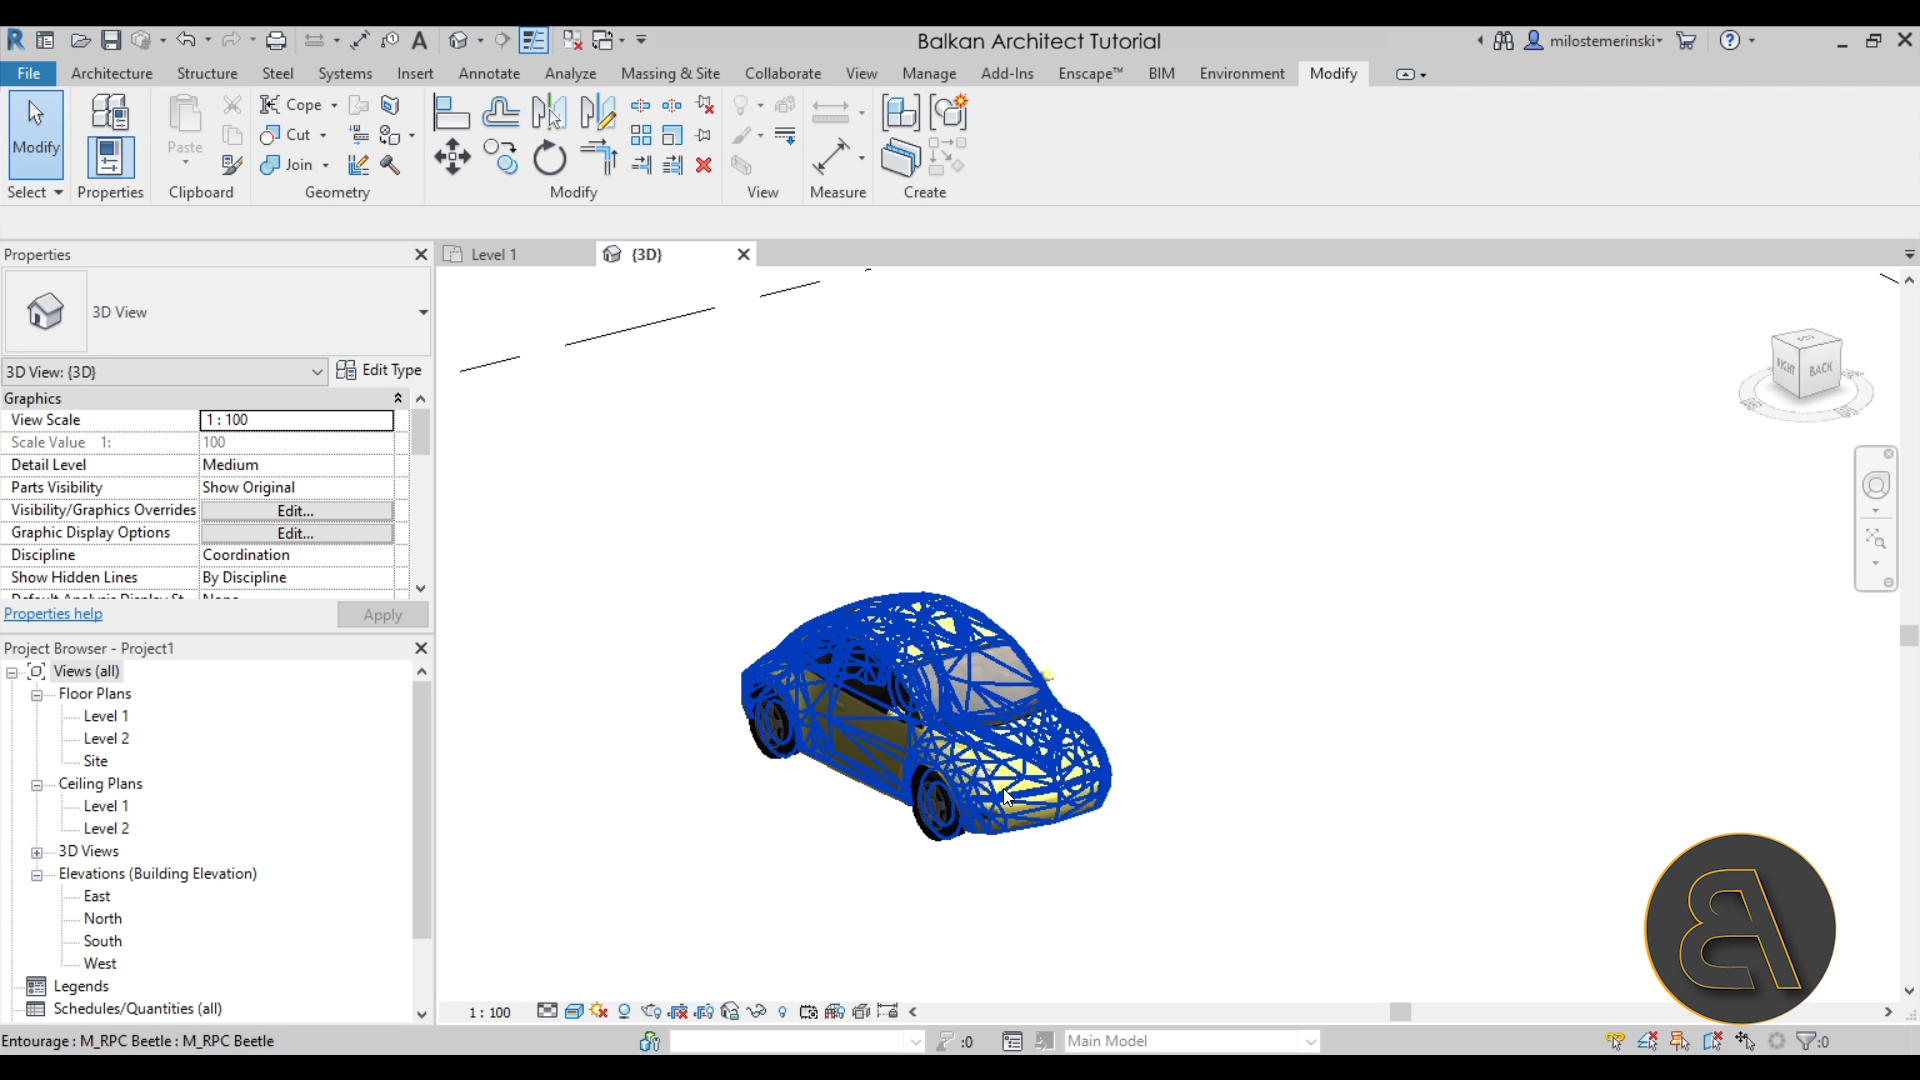 Balkan Architect Tutorial
milostemerinski
File Architecture Structure Steel Systems Insert Annotate Analyze Massing & Site Collaborate View Manage Add-Ins Enscape™ BIM Environment Modify
Modify
Paste
Cope
Cut
Join
Select Properties Clipboard Geometry Modify View Measure Create
Properties
Level 1
{3D}
3D View
3D View: {3D}
Edit Type
Graphics
View Scale 1 : 100
Scale Value 1: 100
Detail Level Medium
Parts Visibility Show Original
Visibility/Graphics Overrides Edit...
Graphic Display Options Edit...
Discipline Coordination
Show Hidden Lines By Discipline
Properties help
Apply
RIGHT
BACK
Project Browser - Project1
Views (all)
Floor Plans
Level 1
Level 2
Site
Ceiling Plans
Level 1
Level 2
3D Views
Elevations (Building Elevation)
East
North
South
West
Legends
Schedules/Quantities (all)
1 : 100
Entourage : M_RPC Beetle : M_RPC Beetle
:0
Main Model
:0